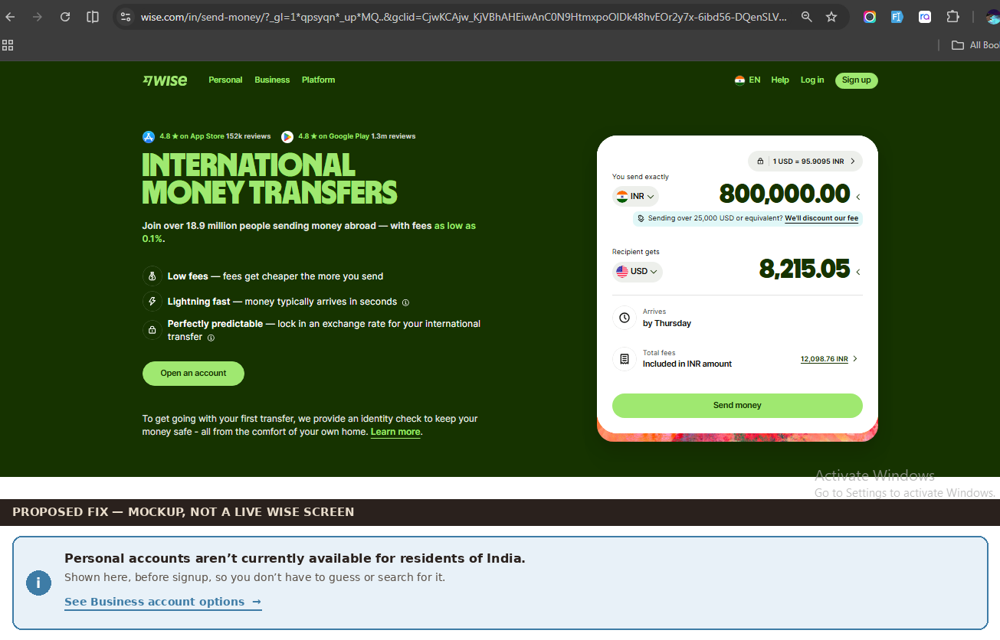 wise.com/in/send-money/?_gl=1*qpsyqn*_up*MQ..&gclid=CjwKCAjw_KjVBhAHEiwAnC0N9HtmxpoOlDk48hvEOr2y7x-6ibd56-DQenSLV...
All Boo
WISE
Personal Business Platform
EN Help Log in Sign up
4.8 ★ on App Store 152k reviews 4.8 ★ on Google Play 1.3m reviews
INTERNATIONAL
MONEY TRANSFERS
Join over 18.9 million people sending money abroad — with fees as low as
0.1%.
Low fees — fees get cheaper the more you send
Lightning fast — money typically arrives in seconds
Perfectly predictable — lock in an exchange rate for your international
transfer
Open an account
To get going with your first transfer, we provide an identity check to keep your
money safe - all from the comfort of your own home. Learn more.
1 USD = 95.9095 INR
You send exactly
INR 800,000.00
Sending over 25,000 USD or equivalent? We'll discount our fee
Recipient gets
USD 8,215.05
Arrives
by Thursday
Total fees
Included in INR amount 12,098.76 INR
Send money
Activate Windows
Go to Settings to activate Windows.
PROPOSED FIX — MOCKUP, NOT A LIVE WISE SCREEN
i
Personal accounts aren’t currently available for residents of India.
Shown here, before signup, so you don’t have to guess or search for it.
See Business account options →